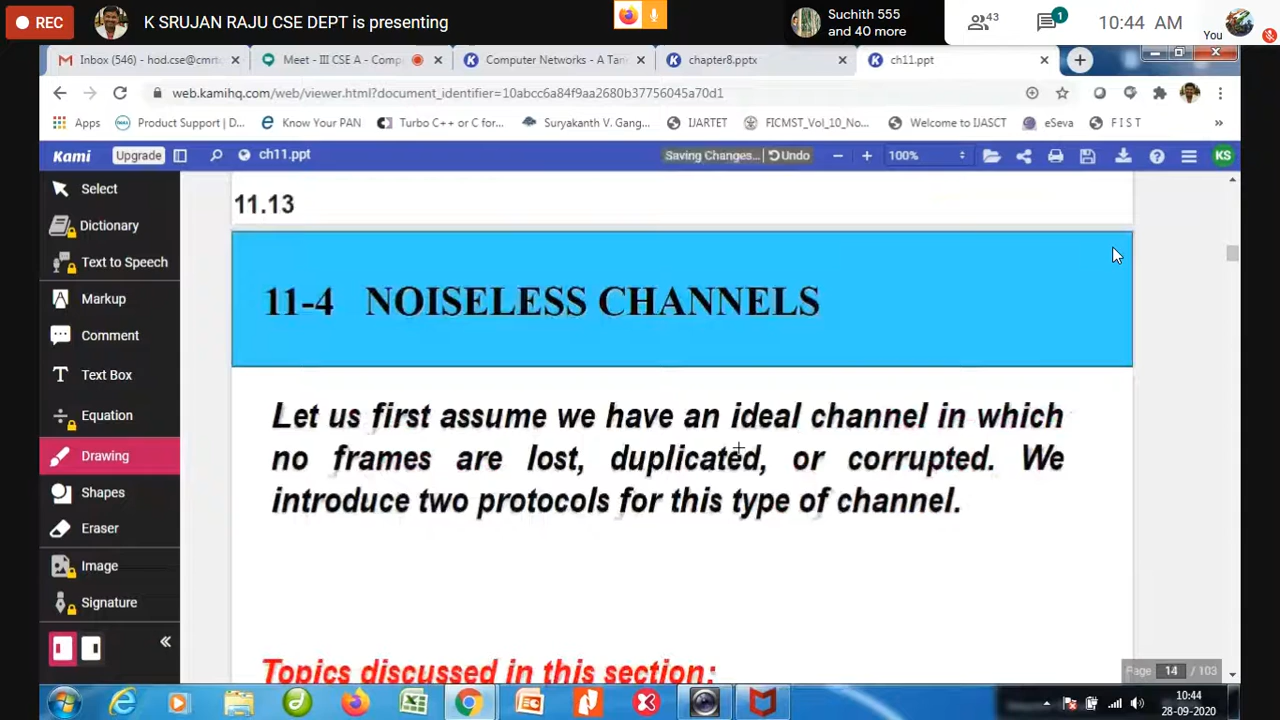 REC
K SRUJAN RAJU CSE DEPT is presenting
Suchith 555
and 40 more
43
1
10:44 AM
You
Inbox (546) - hod.cse@cmrtc
Meet - III CSE A - Comp
Computer Networks - A Tan
chapter8.pptx
ch11.ppt
web.kamihq.com/web/viewer.html?document_identifier=10abcc6a84f9aa2680b37756045a70d1
Apps
Product Support | D...
Know Your PAN
Turbo C++ or C for...
Suryakanth V. Gang...
IJARTET
FICMST_Vol_10_No...
Welcome to IJASCT
eSeva
F I S T
»
Kami
Upgrade
ch11.ppt
Saving Changes...
Undo
100%
KS
Select
Dictionary
Text to Speech
Markup
Comment
Text Box
Equation
Drawing
Shapes
Eraser
Image
Signature
11.13
11-4 NOISELESS CHANNELS
Let us first assume we have an ideal channel in which
no frames are lost, duplicated, or corrupted. We
introduce two protocols for this type of channel.
Topics discussed in this section:
Page 14 / 103
10:44
28-09-2020